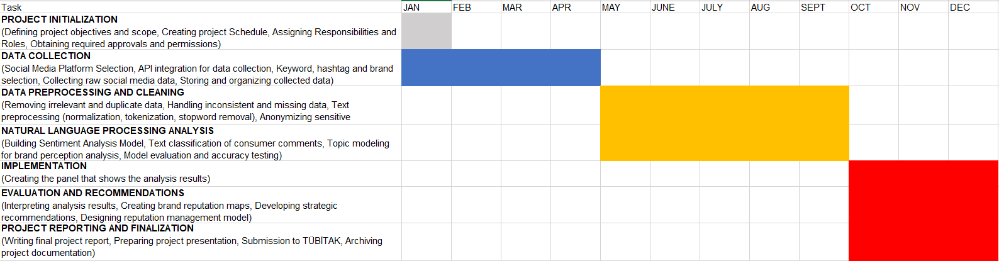 Task JAN FEB MAR APR MAY JUNE JULY AUG SEPT OCT NOV DEC
PROJECT INITIALIZATION
(Defining project objectives and scope, Creating project Schedule, Assigning Responsibilities and
Roles, Obtaining required approvals and permissions)
DATA COLLECTION
(Social Media Platform Selection, API integration for data collection, Keyword, hashtag and brand
selection, Collecting raw social media data, Storing and organizing collected data)
DATA PREPROCESSING AND CLEANING
(Removing irrelevant and duplicate data, Handling inconsistent and missing data, Text
preprocessing (normalization, tokenization, stopword removal), Anonymizing sensitive
NATURAL LANGUAGE PROCESSING ANALYSIS
(Building Sentiment Analysis Model, Text classification of consumer comments, Topic modeling
for brand perception analysis, Model evaluation and accuracy testing)
IMPLEMENTATION
(Creating the panel that shows the analysis results)
EVALUATION AND RECOMMENDATIONS
(Interpreting analysis results, Creating brand reputation maps, Developing strategic
recommendations, Designing reputation management model)
PROJECT REPORTING AND FINALIZATION
(Writing final project report, Preparing project presentation, Submission to TÜBİTAK, Archiving
project documentation)